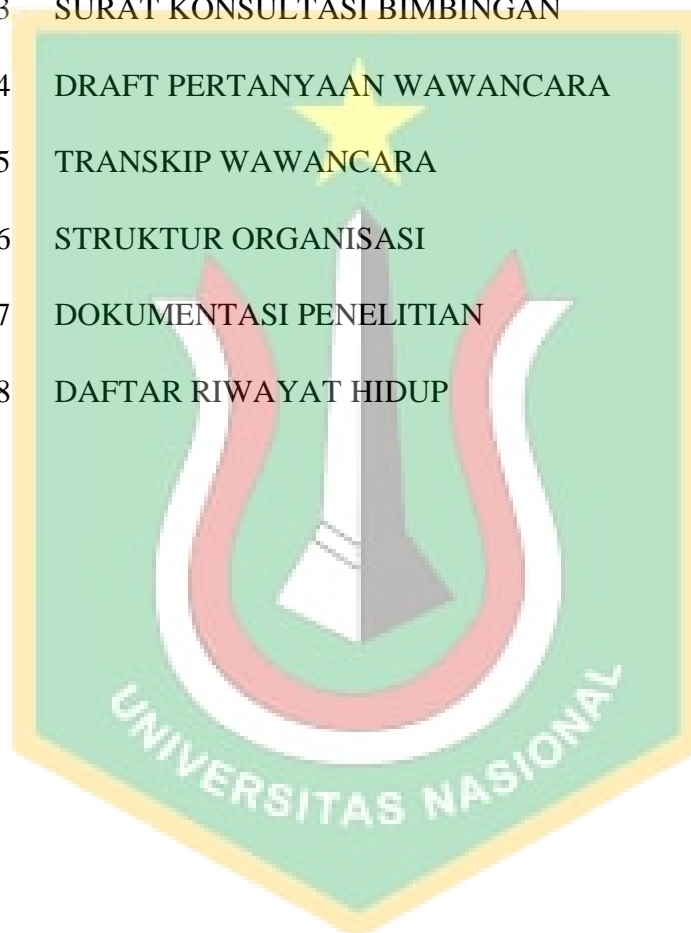 3 SURAT KONSULTASI BIMBINGAN
4 DRAFT PERTANYAAN WAWANCARA
5 TRANSKIP WAWANCARA
6 STRUKTUR ORGANISASI
7 DOKUMENTASI PENELITIAN
8 DAFTAR RIWAYAT HIDUP
UNIVERSITAS NASIONAL